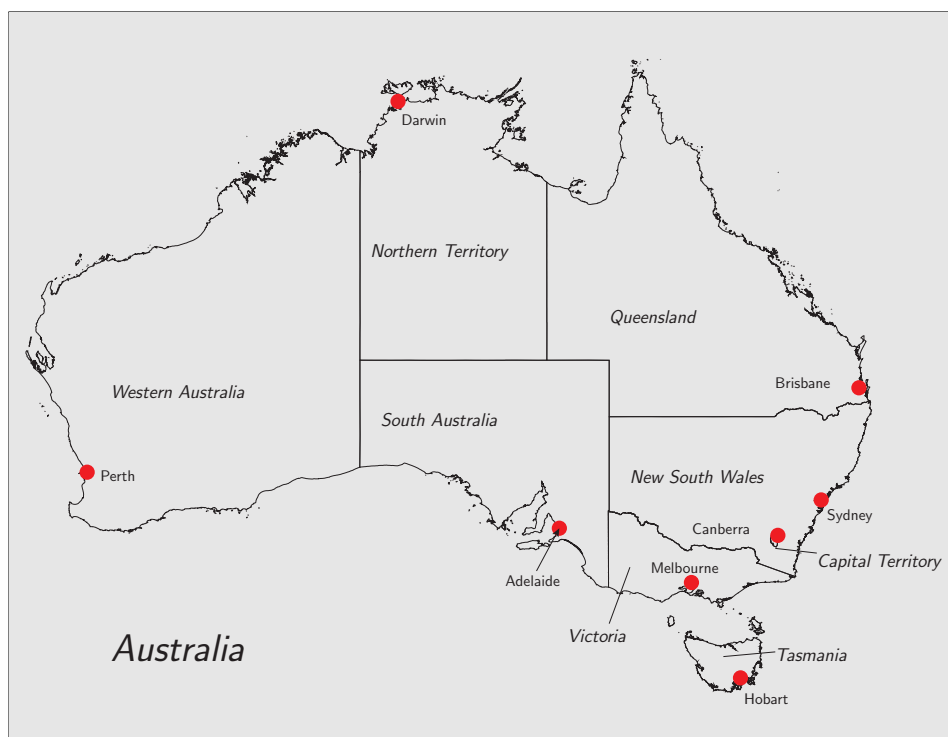 Darwin
Northern Territory
Queensland
Western Australia
Brisbane
South Australia
Perth
New South Wales
Sydney
Canberra
Capital Territory
Melbourne
Adelaide
Victoria
Australia
Tasmania
Hobart